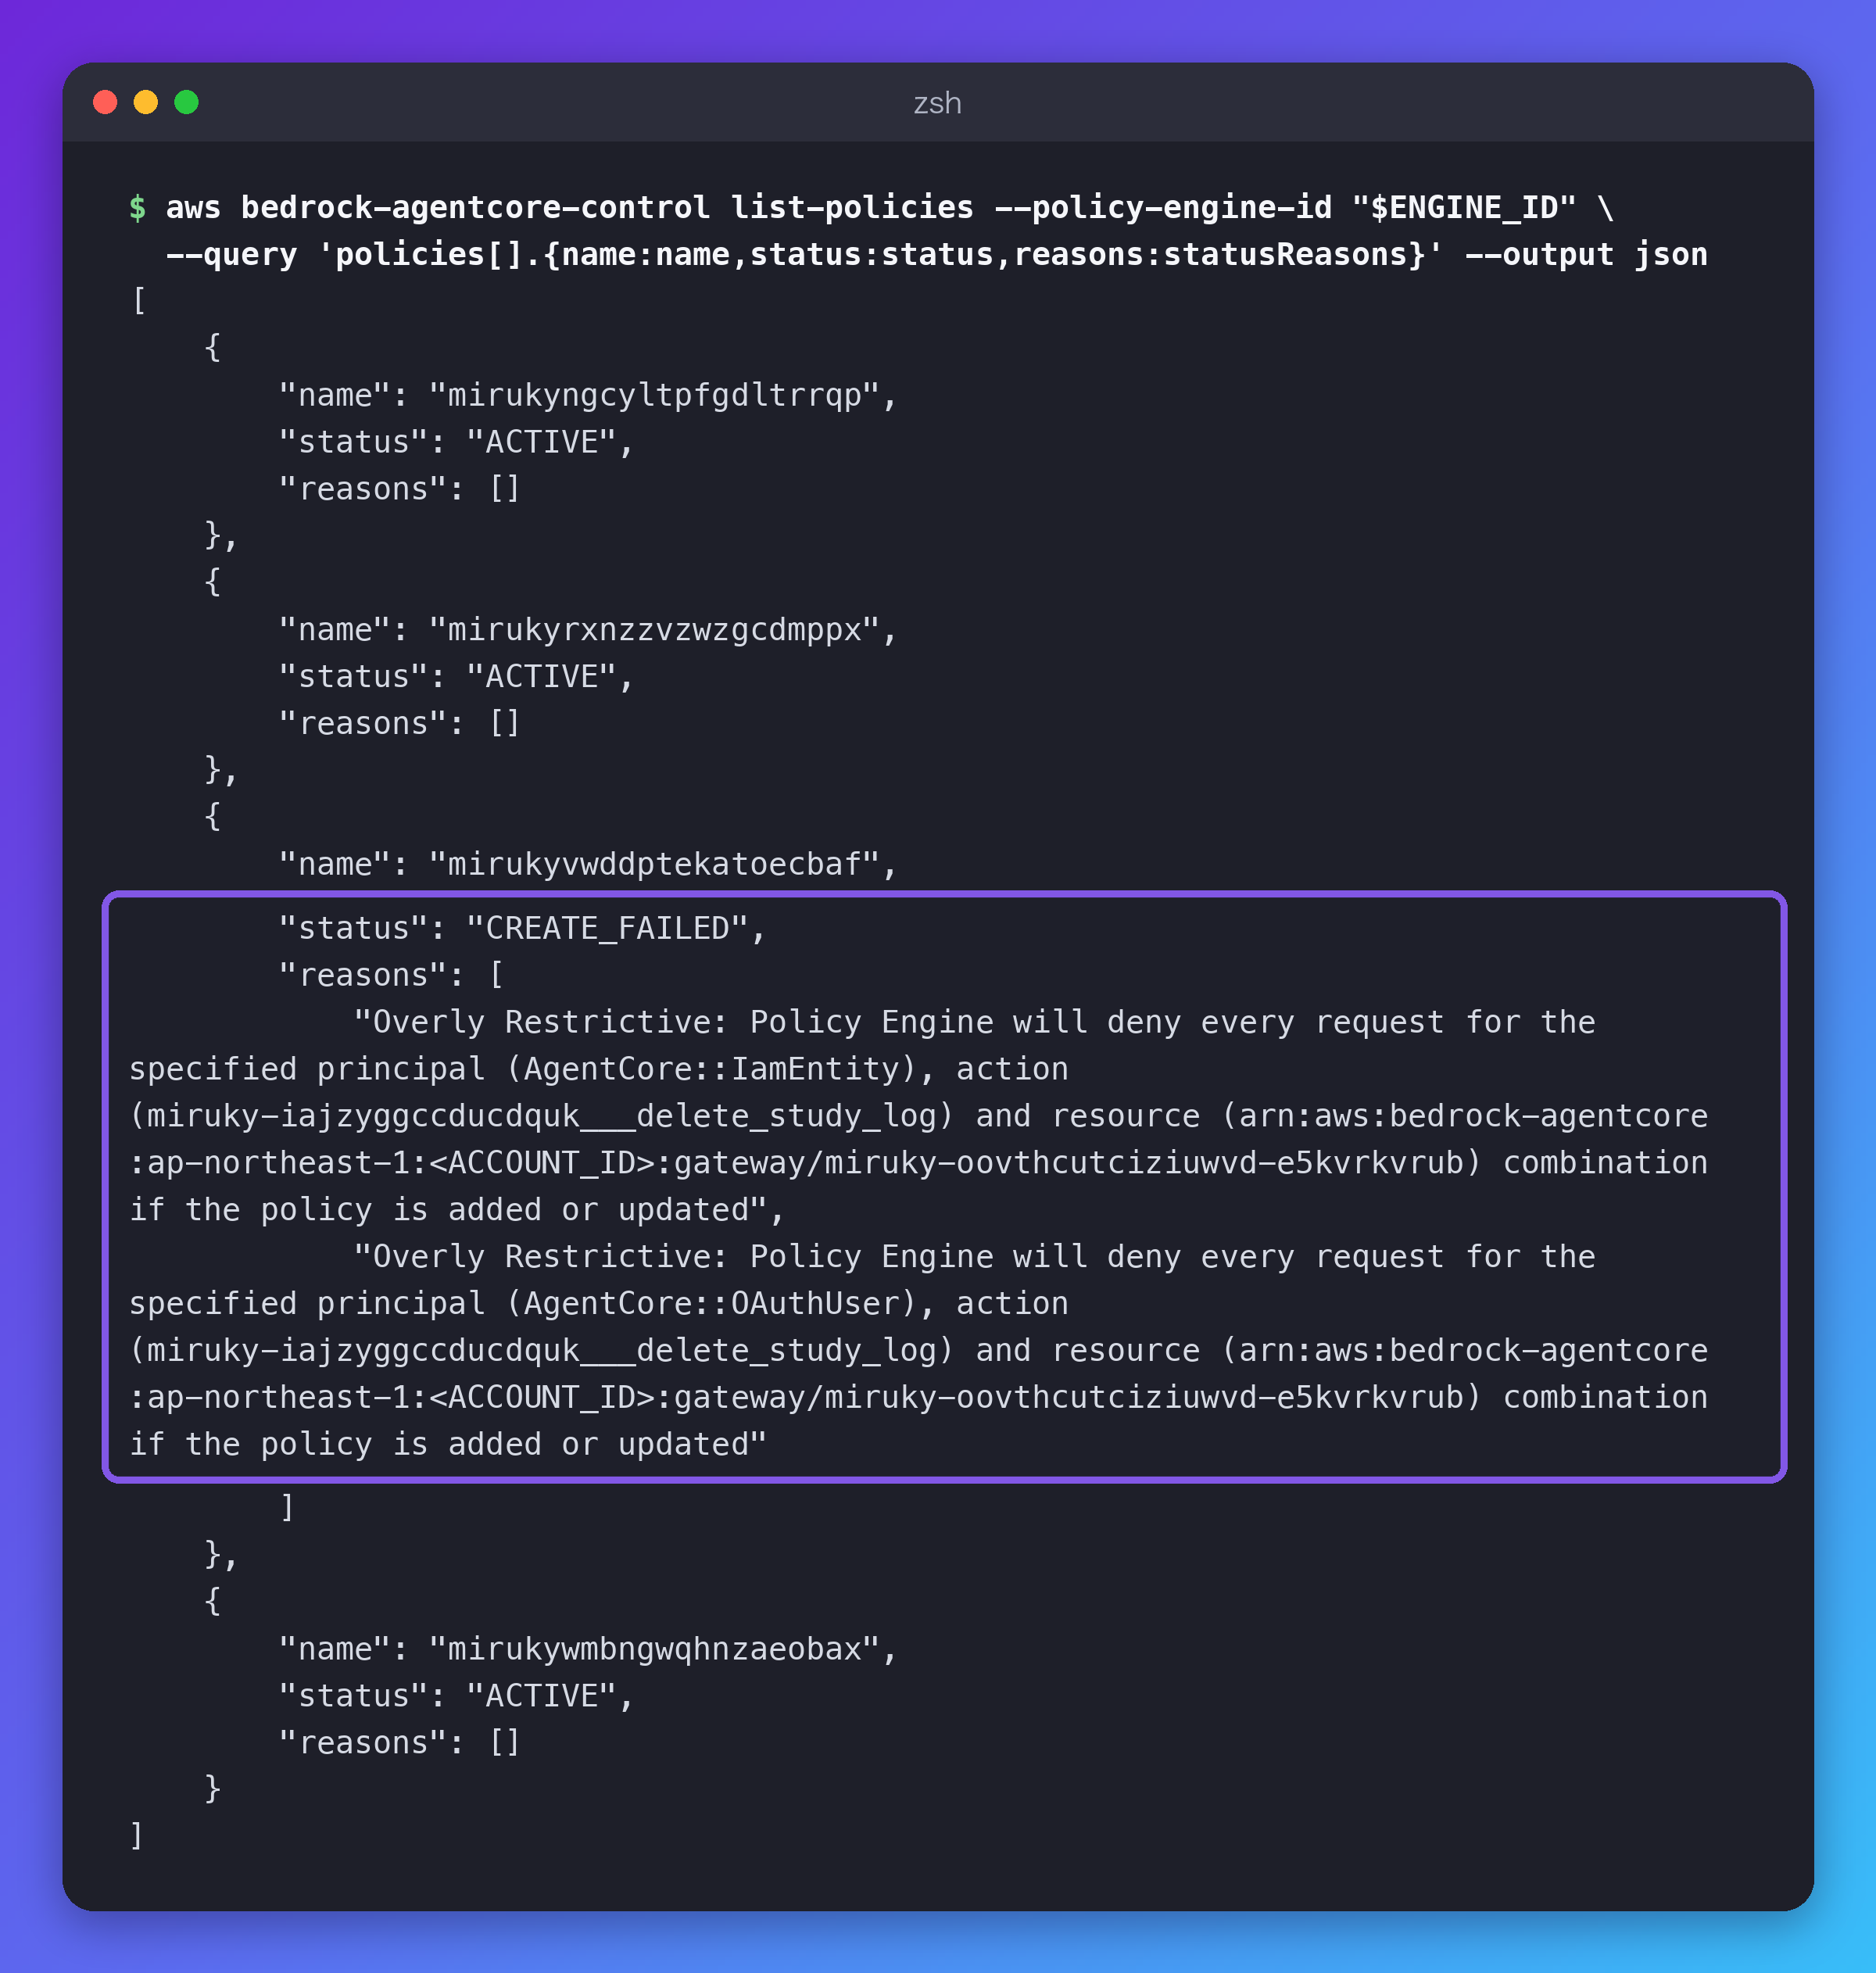 zsh
$ aws bedrock-agentcore-control list-policies --policy-engine-id "$ENGINE_ID" \
  --query 'policies[].{name:name,status:status,reasons:statusReasons}' --output json
[
    {
        "name": "mirukyngcyltpfgdltrrqp",
        "status": "ACTIVE",
        "reasons": []
    },
    {
        "name": "mirukyrxnzzvzwzgcdmppx",
        "status": "ACTIVE",
        "reasons": []
    },
    {
        "name": "mirukyvwddptekatoecbaf",
        "status": "CREATE_FAILED",
        "reasons": [
            "Overly Restrictive: Policy Engine will deny every request for the
specified principal (AgentCore::IamEntity), action
(miruky-iajzyggccducdquk___delete_study_log) and resource (arn:aws:bedrock-agentcore
:ap-northeast-1:<ACCOUNT_ID>:gateway/miruky-oovthcutciziuwvd-e5kvrkvrub) combination
if the policy is added or updated",
            "Overly Restrictive: Policy Engine will deny every request for the
specified principal (AgentCore::OAuthUser), action
(miruky-iajzyggccducdquk___delete_study_log) and resource (arn:aws:bedrock-agentcore
:ap-northeast-1:<ACCOUNT_ID>:gateway/miruky-oovthcutciziuwvd-e5kvrkvrub) combination
if the policy is added or updated"
        ]
    },
    {
        "name": "mirukywmbngwqhnzaeobax",
        "status": "ACTIVE",
        "reasons": []
    }
]